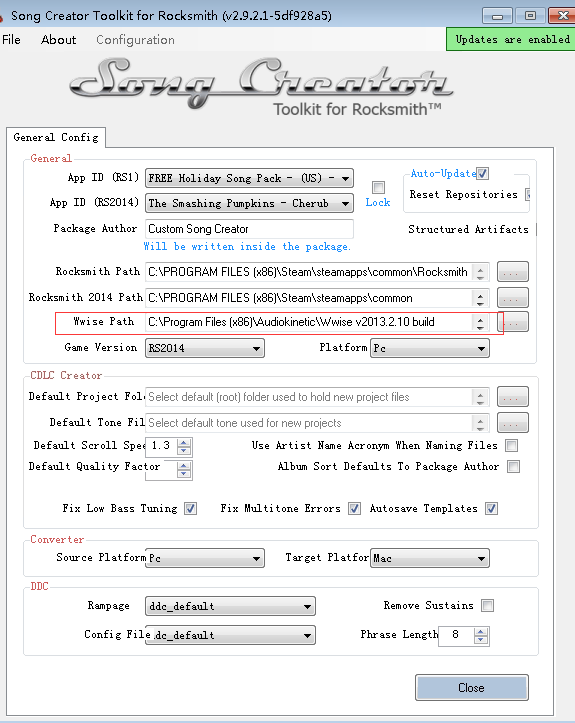 Song Creator Toolkit for Rocksmith (v2.9.2.1-5df928a5)
File About Configuration
Updates are enabled
Song Creator
Toolkit for Rocksmith™
General Config
General
App ID (RS1) FREE Holiday Song Pack - (US) -
Auto-Update
App ID (RS2014) The Smashing Pumpkins - Cherub
Lock
Reset Repositories
Package Author Custom Song Creator
Structured Artifacts
Will be written inside the package.
Rocksmith Path C:\PROGRAM FILES (x86)\Steam\steamapps\common\Rocksmith ...
Rocksmith 2014 Path C:\PROGRAM FILES (x86)\Steam\steamapps\common ...
Wwise Path C:\Program Files (x86)\Audiokinetic\Wwise v2013.2.10 build ...
Game Version RS2014 Platform Pc
CDLC Creator
Default Project Fol Select default (root) folder used to hold new project files ...
Default Tone Fil Select default tone used for new projects ...
Default Scroll Spee 1.3 Use Artist Name Acronym When Naming Files
Default Quality Factor Album Sort Defaults To Package Author
Fix Low Bass Tuning Fix Multitone Errors Autosave Templates
Converter
Source Platform Pc Target Platfor Mac
DDC
Rampage ddc_default Remove Sustains
Config File dc_default Phrase Length 8
Close